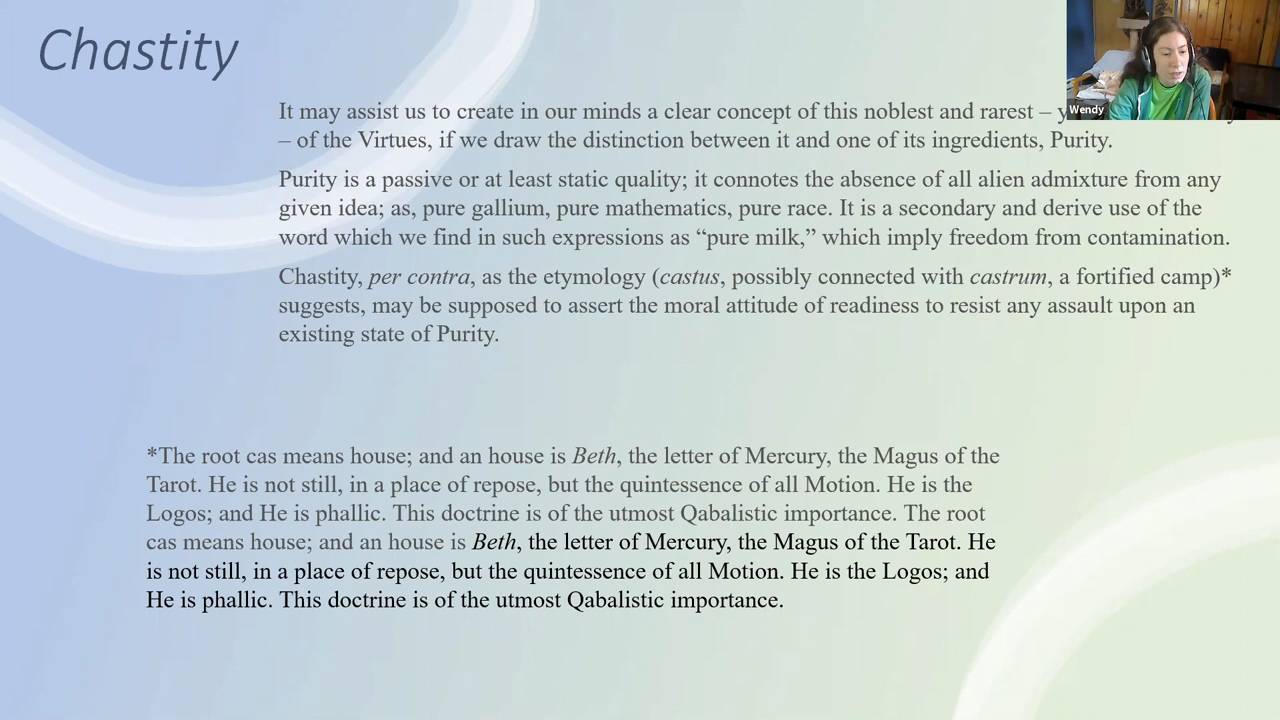 Chastity
It may assist us to create in our minds a clear concept of this noblest and rarest –
– of the Virtues, if we draw the distinction between it and one of its ingredients, Purity.
Purity is a passive or at least static quality; it connotes the absence of all alien admixture from any
given idea; as, pure gallium, pure mathematics, pure race. It is a secondary and derive use of the
word which we find in such expressions as “pure milk,” which imply freedom from contamination.
Chastity, per contra, as the etymology (castus, possibly connected with castrum, a fortified camp)*
suggests, may be supposed to assert the moral attitude of readiness to resist any assault upon an
existing state of Purity.
*The root cas means house; and an house is Beth, the letter of Mercury, the Magus of the
Tarot. He is not still, in a place of repose, but the quintessence of all Motion. He is the
Logos; and He is phallic. This doctrine is of the utmost Qabalistic importance. The root
cas means house; and an house is Beth, the letter of Mercury, the Magus of the Tarot. He
is not still, in a place of repose, but the quintessence of all Motion. He is the Logos; and
He is phallic. This doctrine is of the utmost Qabalistic importance.
Wendy